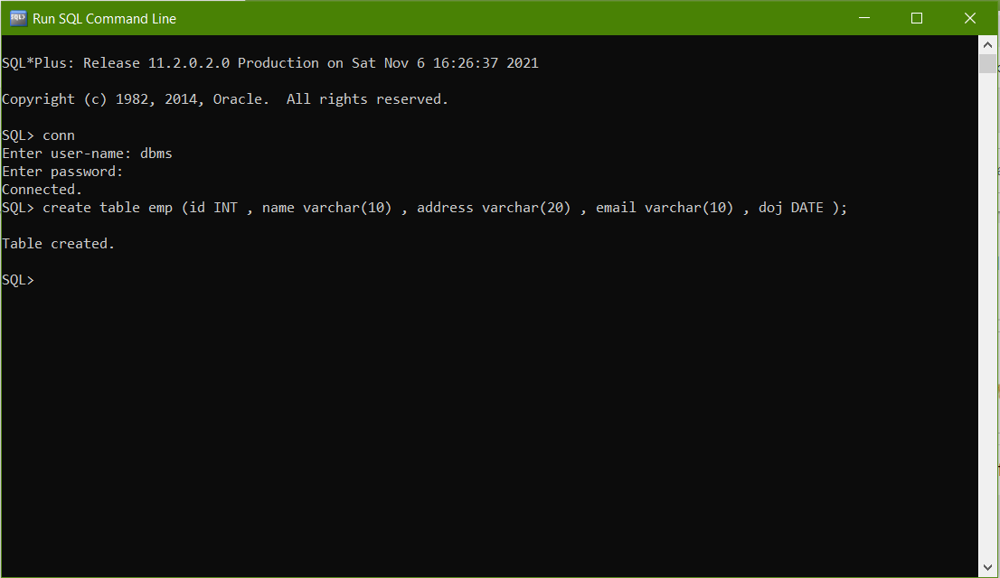 Run SQL Command Line
SQL*Plus: Release 11.2.0.2.0 Production on Sat Nov 6 16:26:37 2021
Copyright (c) 1982, 2014, Oracle.  All rights reserved.
SQL> conn
Enter user-name: dbms
Enter password:
Connected.
SQL> create table emp (id INT , name varchar(10) , address varchar(20) , email varchar(10) , doj DATE );
Table created.
SQL>